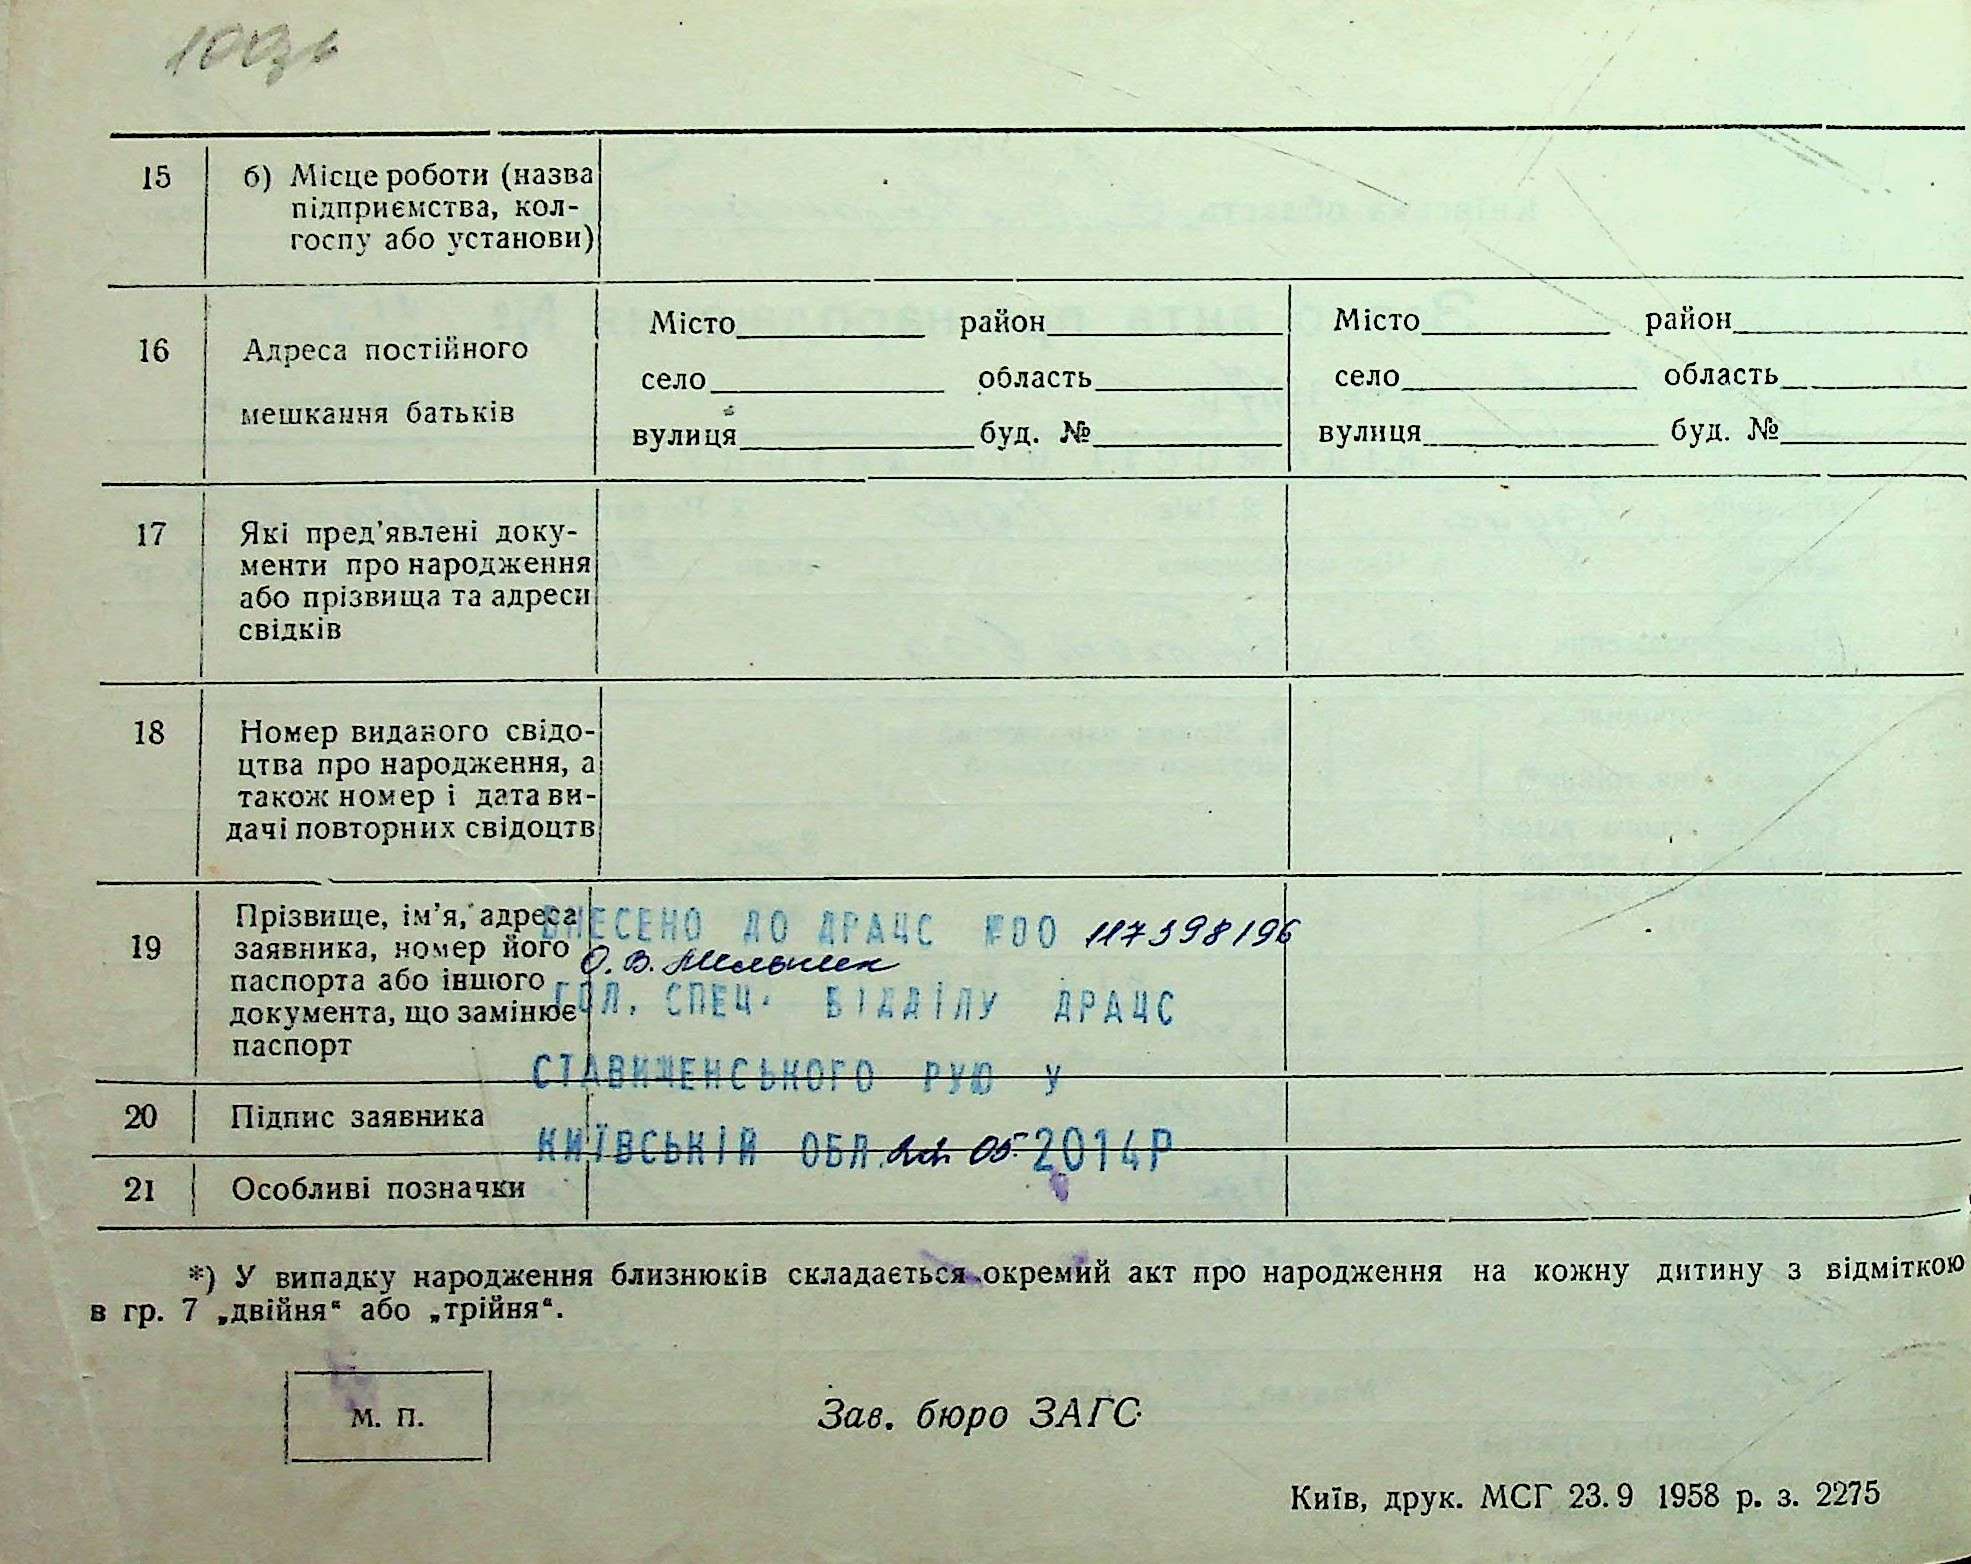 100зв
15 б) Місце роботи (назва
підприємства, кол-
госпу або установи)
16 Адреса постійного
мешкання батьків
Місто район
село область
вулиця буд. №
Місто район
село область
вулиця буд. №
17 Які пред'явлені доку-
менти про народження
або прізвища та адреси
свідків
18 Номер виданого свідо-
цтва про народження, а
також номер і дата ви-
дачі повторних свідоцтв
19 Прізвище, ім'я, адреса
заявника, номер його
паспорта або іншого
документа, що замінює
паспорт
ВНЕСЕНО ДО ДРАЦС №00 117398196
О.В. Мельник
ГОЛ. СПЕЦ. ВІДДІЛУ ДРАЦС
СТАВИЩЕНСЬКОГО РУЮ У
20 Підпис заявника
КИЇВСЬКІЙ ОБЛ. 05. 2014Р
21 Особливі позначки
*) У випадку народження близнюків складається окремий акт про народження на кожну дитину з відміткою
в гр. 7 „двійня“ або „трійня“.
М. П.
Зав. бюро ЗАГС
Київ, друк. МСГ 23.9 1958 р. з. 2275